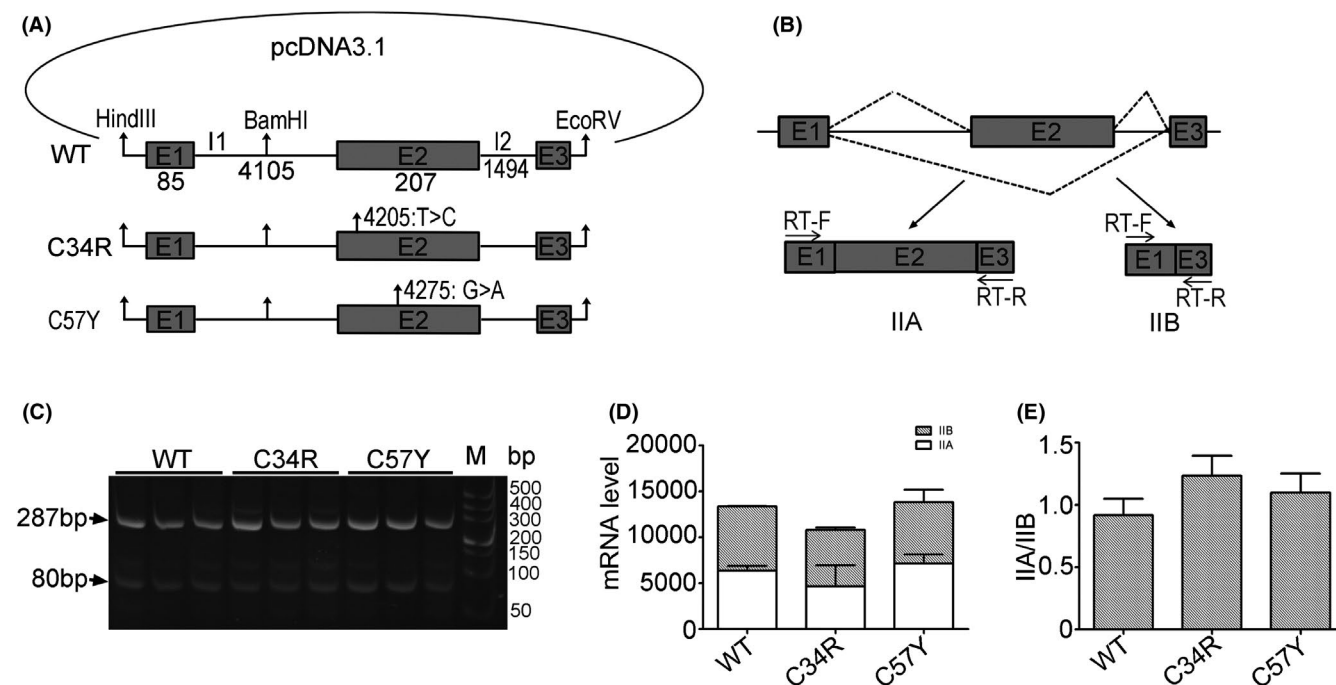 (A)
pcDNA3.1
HindIII
BamHI
EcoRV
WT
E1
I1
E2
I2
E3
85
4105
207
1494
C34R
E1
4205:T>C
E2
E3
C57Y
E1
4275: G>A
E2
E3
(B)
E1
E2
E3
RT-F
E1
E2
E3
RT-R
IIA
RT-F
E1
E3
RT-R
IIB
(C)
WT
C34R
C57Y
M
bp
287bp
80bp
500
400
300
200
150
100
50
(D)
IIB
IIA
mRNA level
20000
15000
10000
5000
0
WT
C34R
C57Y
(E)
IIA/IIB
1.5
1.0
0.5
0
WT
C34R
C57Y